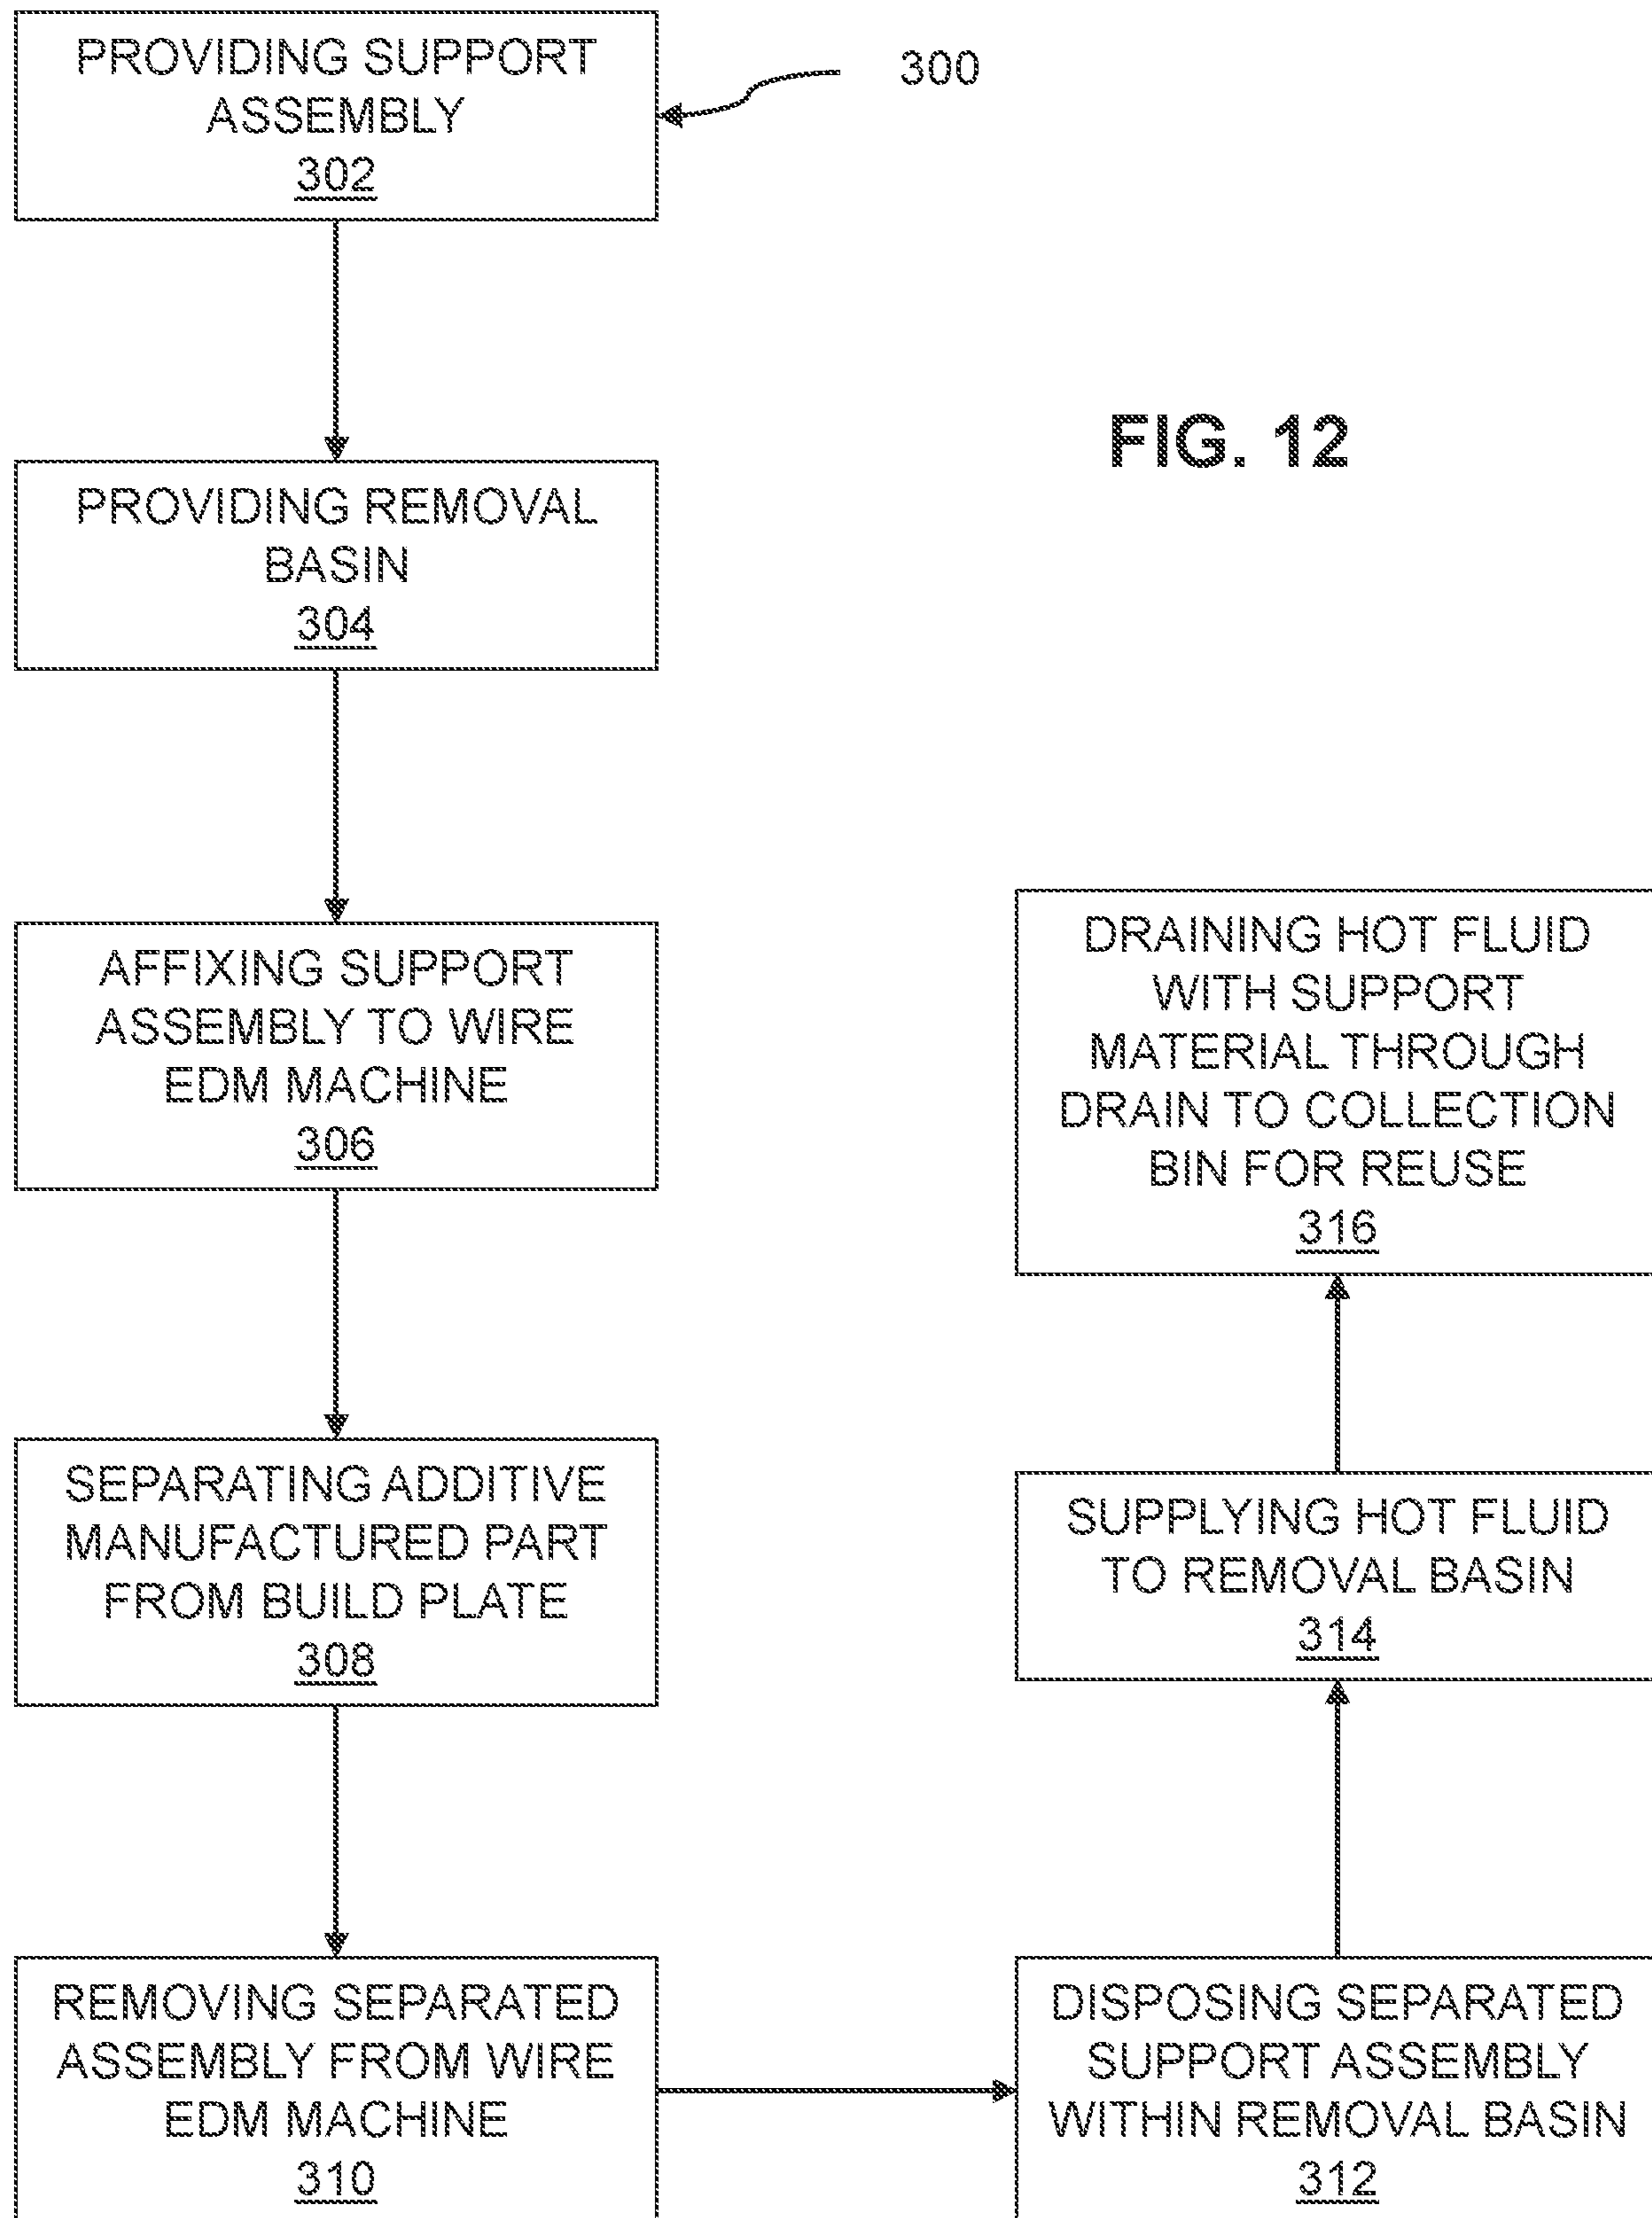 PROVIDING SUPPORT
ASSEMBLY
302
300
PROVIDING REMOVAL
BASIN
304
FIG. 12
AFFIXING SUPPORT
ASSEMBLY TO WIRE
EDM MACHINE
306
SEPARATING ADDITIVE
MANUFACTURED PART
FROM BUILD PLATE
308
REMOVING SEPARATED
ASSEMBLY FROM WIRE
EDM MACHINE
310
DISPOSING SEPARATED
SUPPORT ASSEMBLY
WITHIN REMOVAL BASIN
312
SUPPLYING HOT FLUID
TO REMOVAL BASIN
314
DRAINING HOT FLUID
WITH SUPPORT
MATERIAL THROUGH
DRAIN TO COLLECTION
BIN FOR REUSE
316